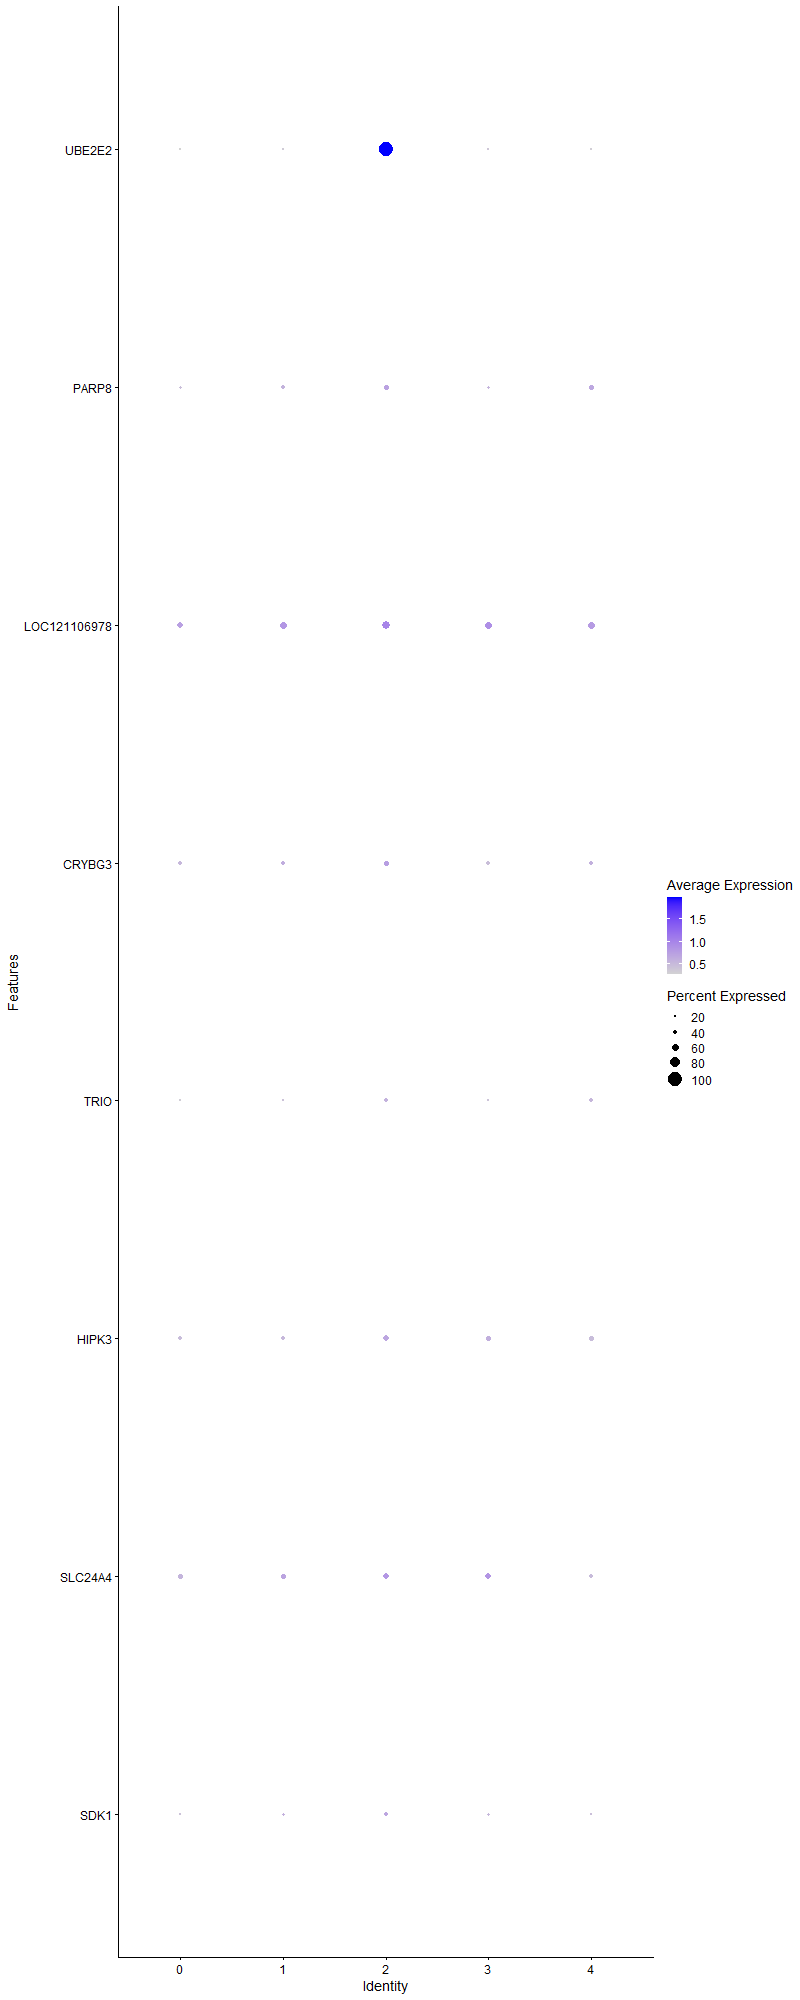 UBE2E2
PARP8
LOC121106978
CRYBG3
TRIO
HIPK3
SLC24A4
SDK1
Features
0 1 2 3 4
Identity
Average Expression
1.5
1.0
0.5
Percent Expressed
20
40
60
80
100